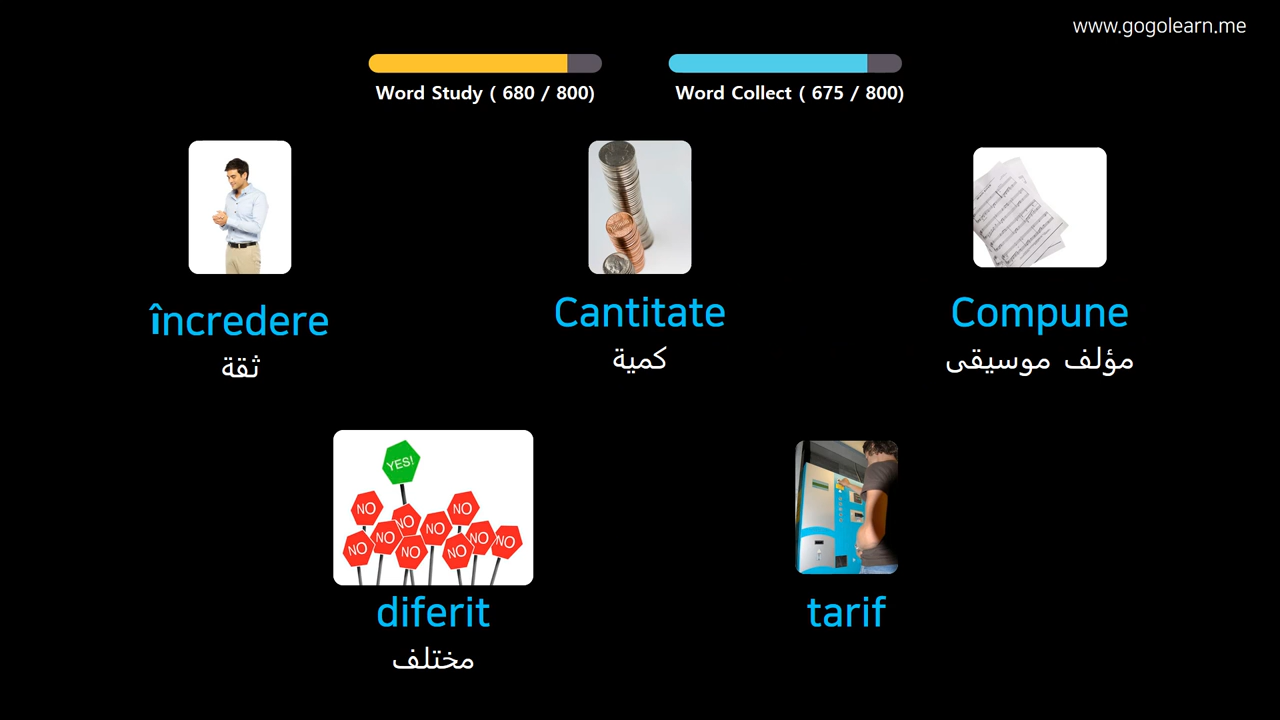 www.gogolearn.me
Word Study ( 680 / 800)
Word Collect ( 675 / 800)
încredere
ثقة
Cantitate
كمية
Compune
مؤلف موسيقى
YES!
NO
NO
NO
NO
NO
NO
NO
NO
NO
NO
diferit
مختلف
tarif